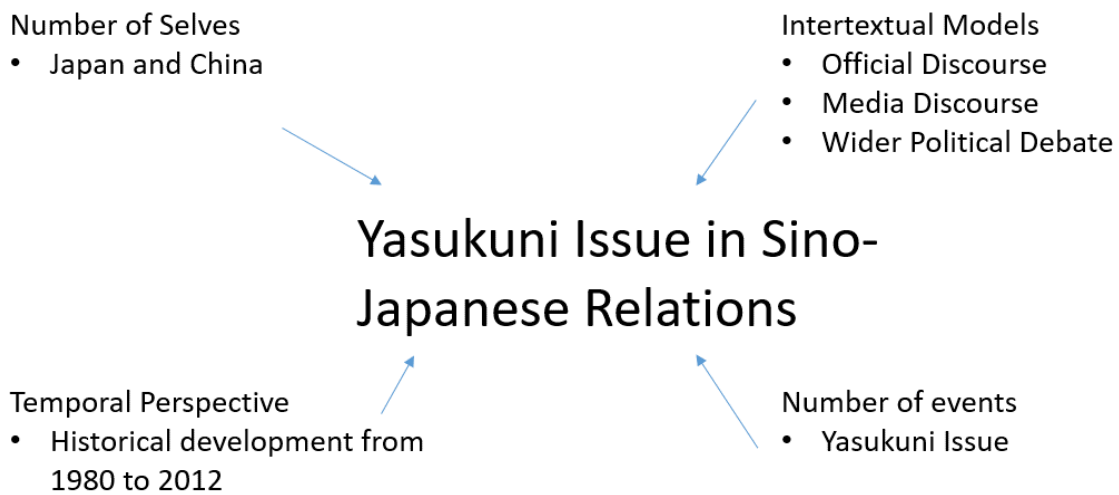 Number of Selves
• Japan and China
Intertextual Models
• Official Discourse
• Media Discourse
• Wider Political Debate
Yasukuni Issue in Sino-
Japanese Relations
Temporal Perspective
• Historical development from
1980 to 2012
Number of events
• Yasukuni Issue